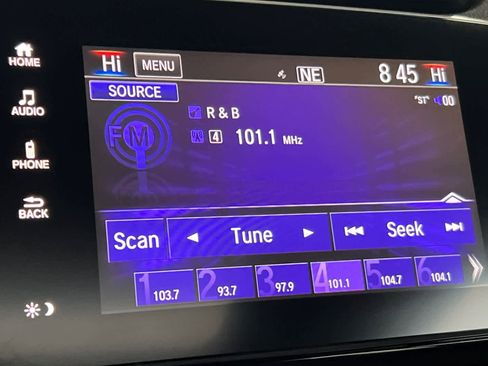 HOME
AUDIO
PHONE
BACK
Hi MENU NE 8 45 Hi
SOURCE "ST" 00
FM
R & B
4 101.1 MHz
Scan Tune Seek
1 103.7 2 93.7 3 97.9 4 101.1 5 104.7 6 104.1